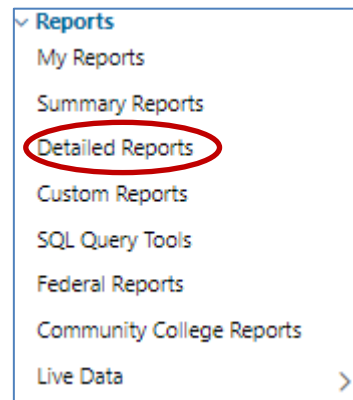 Reports
My Reports
Summary Reports
Detailed Reports
Custom Reports
SQL Query Tools
Federal Reports
Community College Reports
Live Data